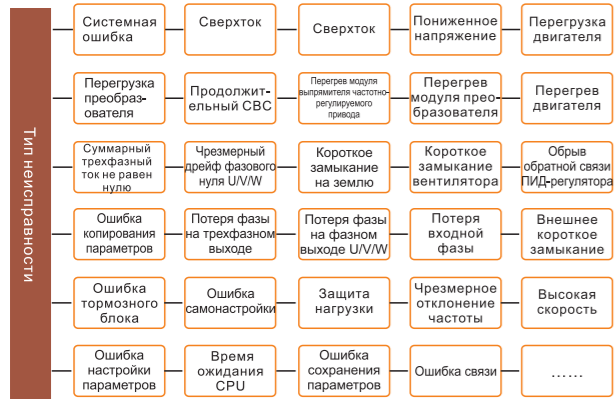 Тип неисправности
Системная
ошибка
Сверхток
Сверхток
Пониженное
напряжение
Перегрузка
двигателя
Перегрузка
преобраз-
ователя
Продолжит-
ельный СВС
Перегрев модуля
выпрямителя частотно-
регулируемого
привода
Перегрев
модуля прео-
бразователя
Перегрев
двигателя
Суммарный
трехфазный
ток не равен
нулю
Чрезмерный
дрейф фазового
нуля U/V/W
Короткое
замыкание
на землю
Короткое
замыкание
вентилятора
Обрыв
обратной связи
ПИД-регулятора
Ошибка
копирования
параметров
Потеря фазы
на трехфазном
выходе
Потеря фазы
на фазном
выходе U/V/W
Потеря
входной
фазы
Внешнее
короткое
замыкание
Ошибка
тормозного
блока
Ошибка
самонастройки
Защита
нагрузки
Чрезмерное
отклонение
частоты
Высокая
скорость
Ошибка
настройки
параметров
Время
ожидания
CPU
Ошибка
сохранения
параметров
Ошибка связи
……